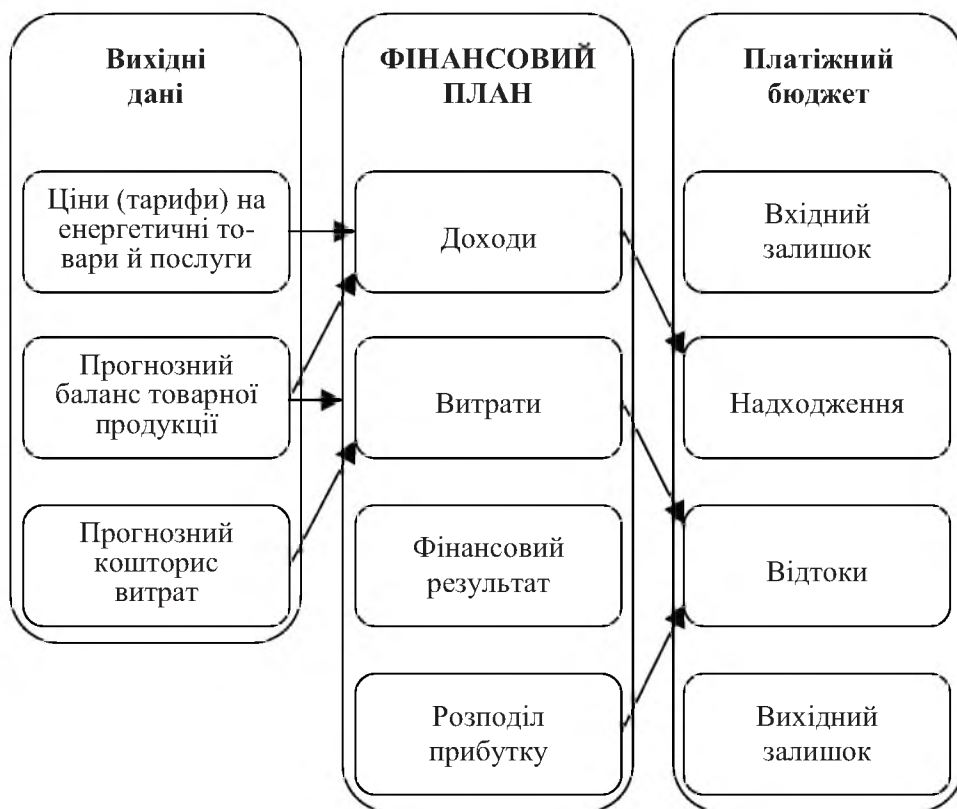 Вихідні
дані
Ціни (тарифи) на
енергетичні то-
вари й послуги
Прогнозний
баланс товарної
продукції
Прогнозний
кошторис
витрат
ФІНАНСОВИЙ
ПЛАН
Доходи
Витрати
Фінансовий
результат
Розподіл
прибутку
Платіжний
бюджет
Вхідний
залишок
Надходження
Відтоки
Вихідний
залишок